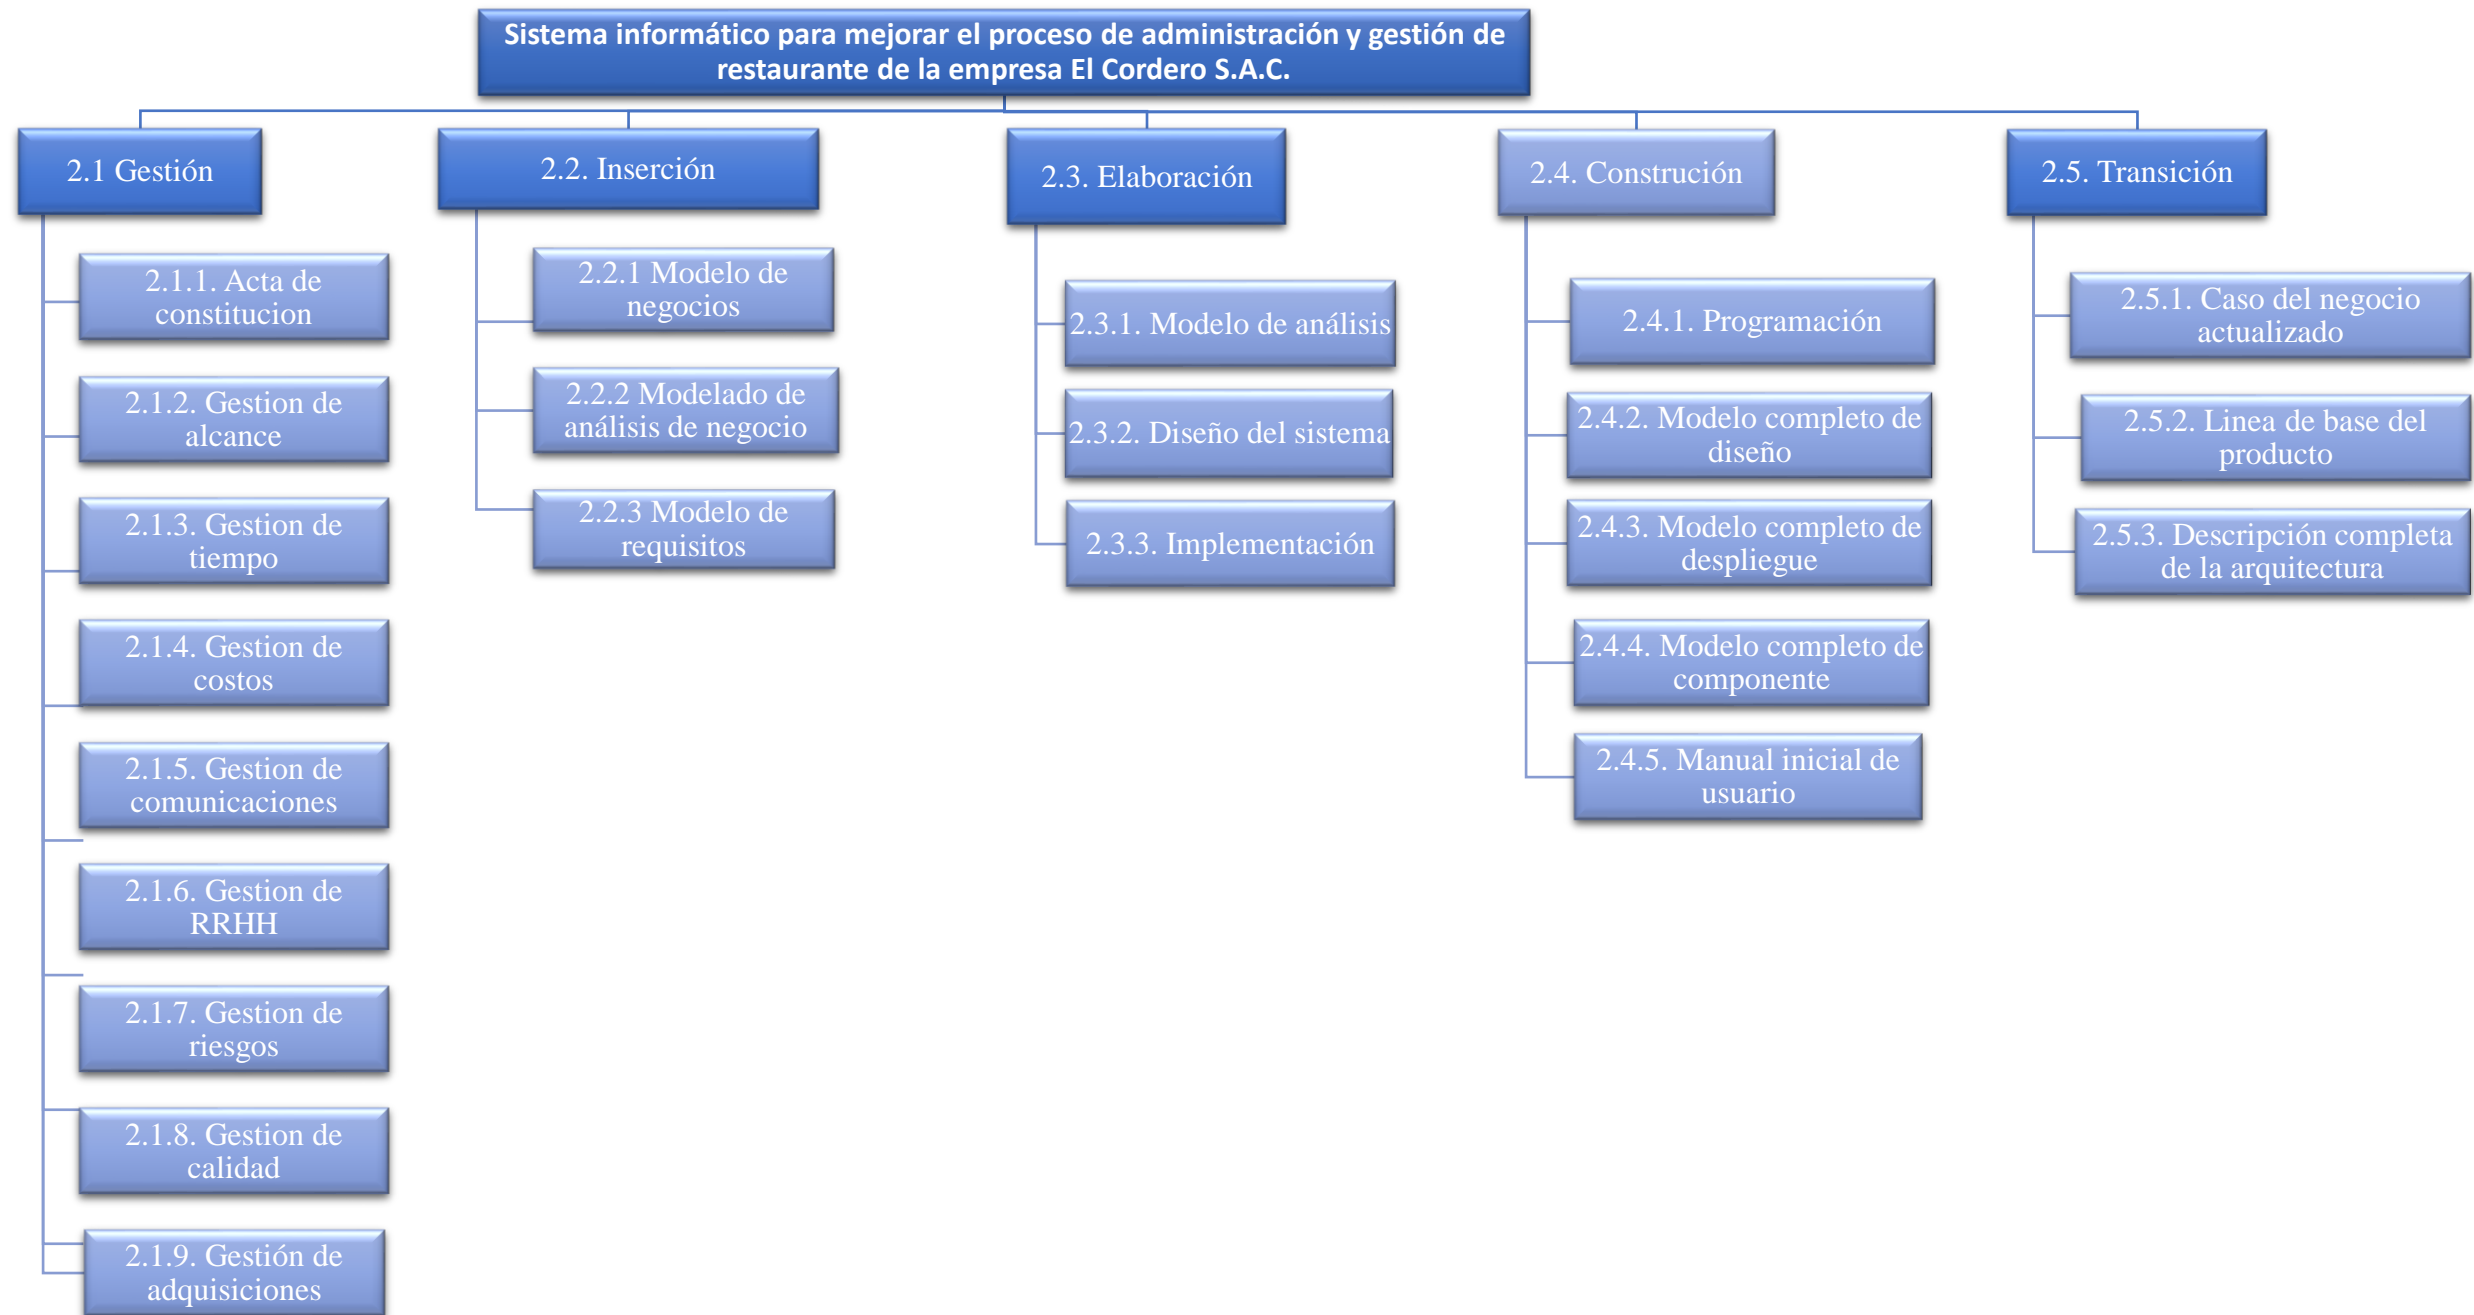 Sistema informático para mejorar el proceso de administración y gestión de
restaurante de la empresa El Cordero S.A.C.
2.1 Gestión
2.1.1. Acta de
constitucion
2.1.2. Gestion de
alcance
2.1.3. Gestion de
tiempo
2.1.4. Gestion de
costos
2.1.5. Gestion de
comunicaciones
2.1.6. Gestion de
RRHH
2.1.7. Gestion de
riesgos
2.1.8. Gestion de
calidad
2.1.9. Gestión de
adquisiciones
2.2. Inserción
2.2.1 Modelo de
negocios
2.2.2 Modelado de
análisis de negocio
2.2.3 Modelo de
requisitos
2.3. Elaboración
2.3.1. Modelo de análisis
2.3.2. Diseño del sistema
2.3.3. Implementación
2.4. Construción
2.4.1. Programación
2.4.2. Modelo completo de
diseño
2.4.3. Modelo completo de
despliegue
2.4.4. Modelo completo de
componente
2.4.5. Manual inicial de
usuario
2.5. Transición
2.5.1. Caso del negocio
actualizado
2.5.2. Linea de base del
producto
2.5.3. Descripción completa
de la arquitectura